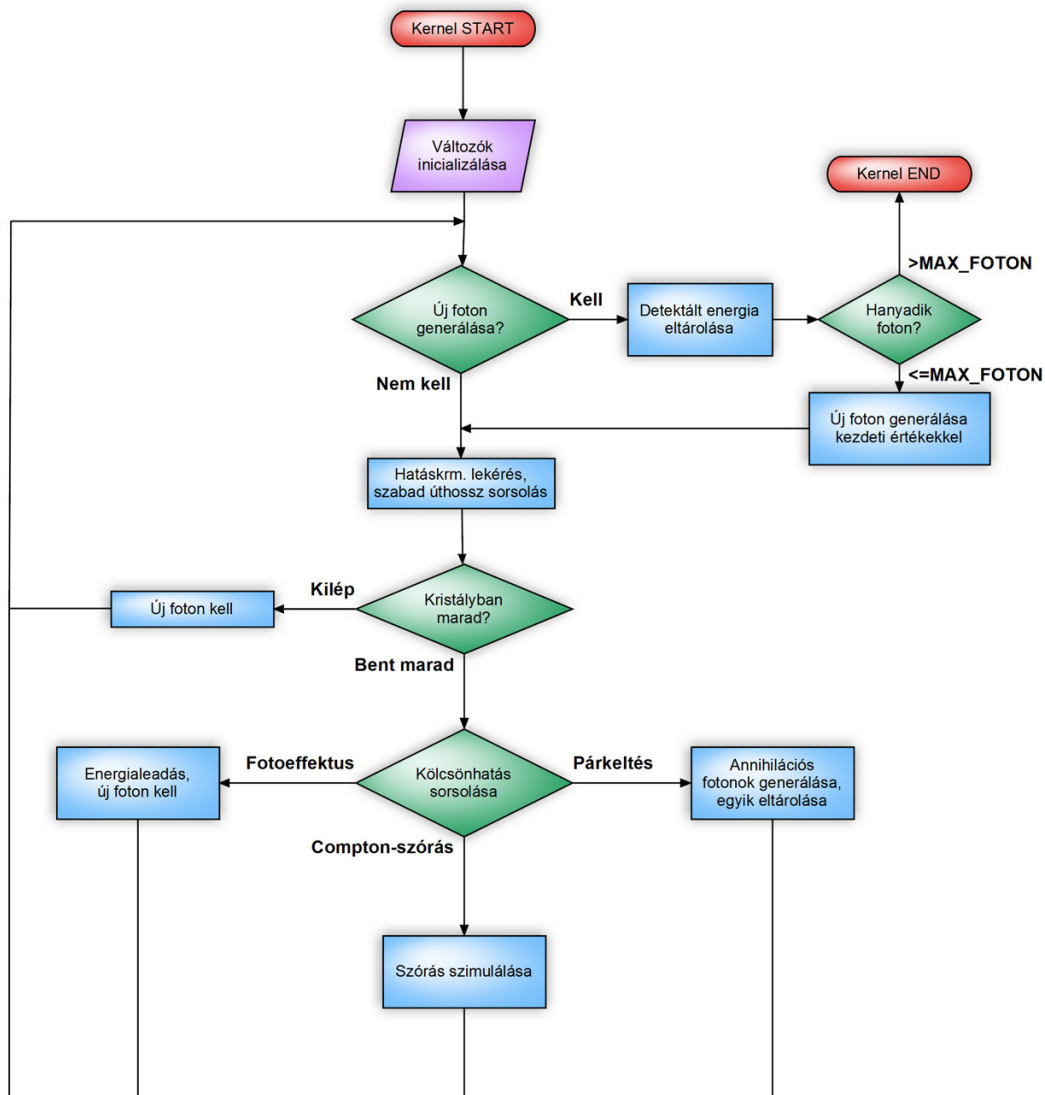 Kernel START
Változók
inicializálása
Kernel END
>MAX_FOTON
Új foton
generálása?
Kell
Detektált energia
eltárolása
Hanyadik
foton?
Nem kell
<=MAX_FOTON
Új foton generálása
kezdeti értékekkel
Hatáskrm. lekérés,
szabad úthossz sorsolás
Kilép
Új foton kell
Kristályban
marad?
Bent marad
Fotoeffektus
Energialeadás,
új foton kell
Kölcsönhatás
sorsolása
Párkeltés
Annihilációs
fotonok generálása,
egyik eltárolása
Compton-szórás
Szórás szimulálása